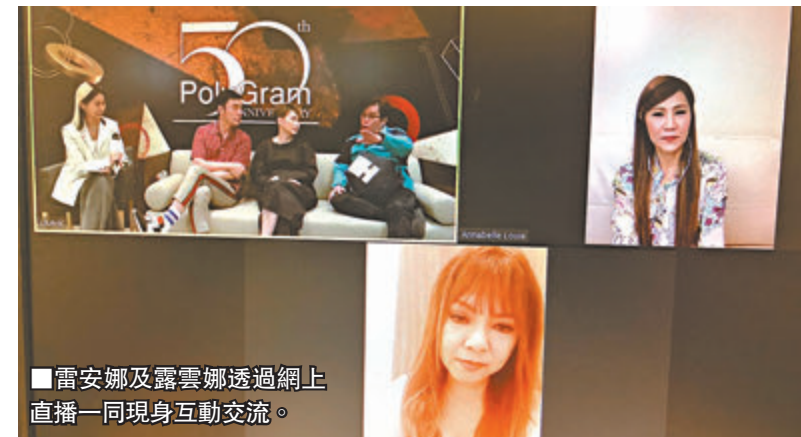 50th
PolyGram
ANNIVERSARY
Annabelle Louie
■雷安娜及露雲娜透過網上
直播一同現身互動交流。